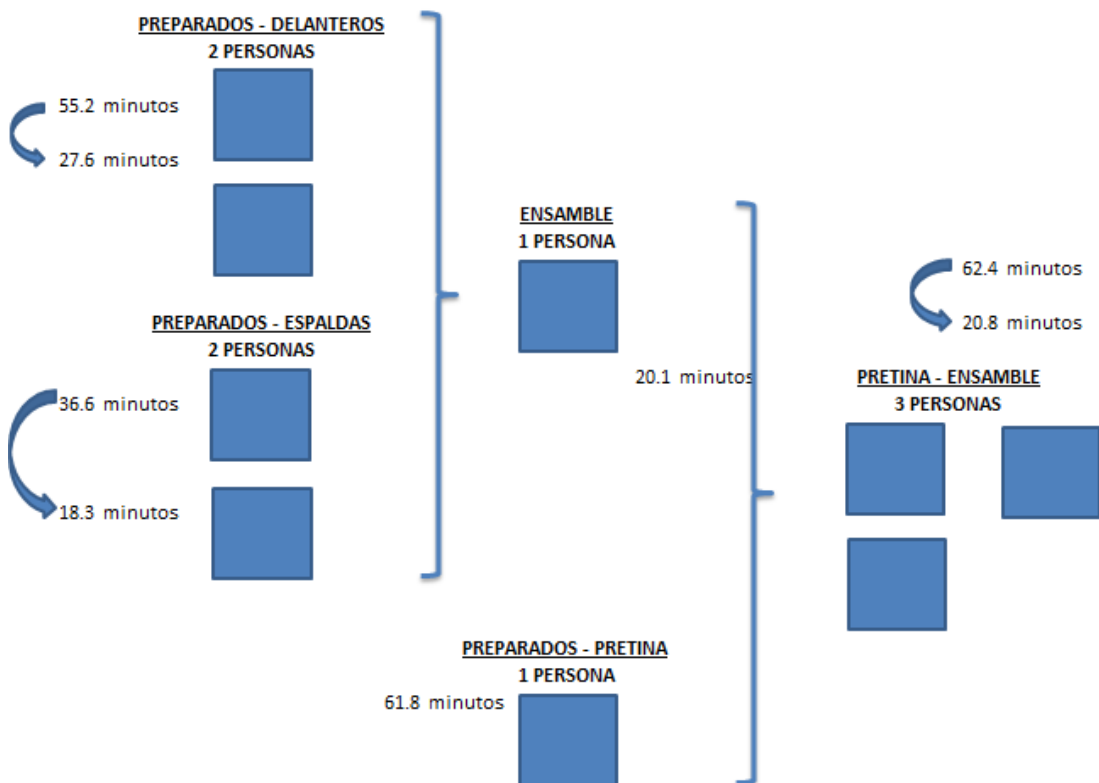 PREPARADOS - DELANTEROS
2 PERSONAS
55.2 minutos
27.6 minutos
PREPARADOS - ESPALDAS
2 PERSONAS
36.6 minutos
18.3 minutos
ENSAMBLE
1 PERSONA
20.1 minutos
PREPARADOS - PRETINA
1 PERSONA
61.8 minutos
62.4 minutos
20.8 minutos
PRETINA - ENSAMBLE
3 PERSONAS